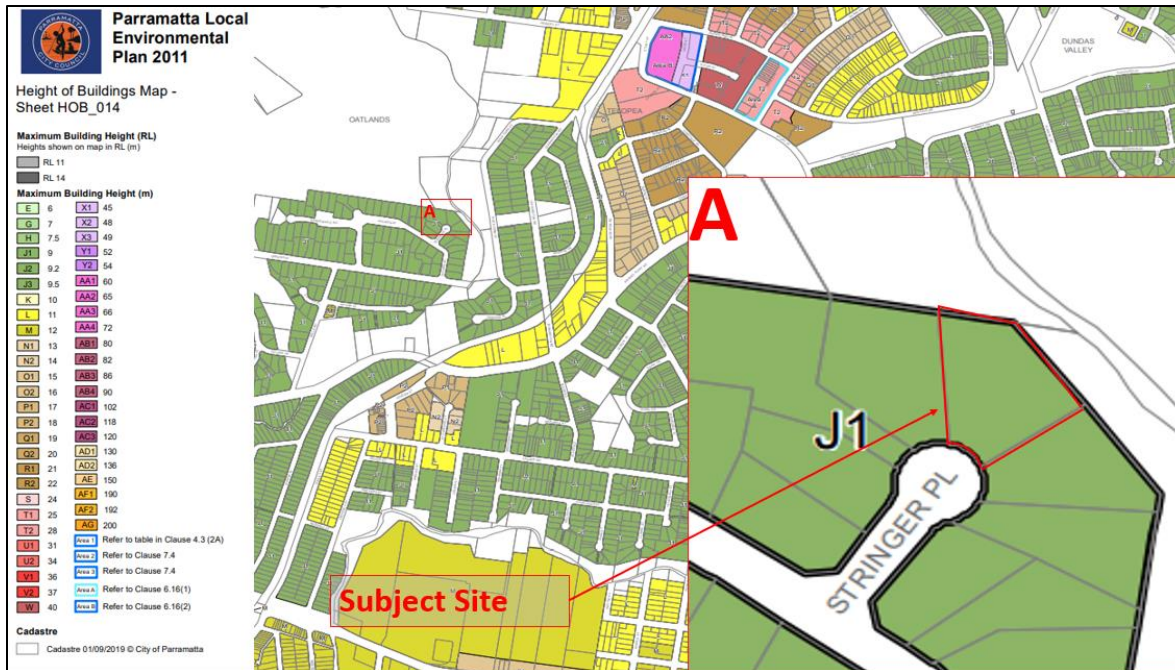 PARRAMATTA
CITY COUNCIL
Parramatta Local
Environmental
Plan 2011
Height of Buildings Map -
Sheet HOB_014
Maximum Building Height (RL)
Heights shown on map in RL (m)
RL 11
RL 14
Maximum Building Height (m)
E 6
G 7
H 7.5
J1 9
J2 9.2
J3 9.5
K 10
L 11
M 12
N1 13
N2 14
O1 15
O2 16
P1 17
P2 18
Q1 19
Q2 20
R1 21
R2 22
S 24
T1 25
T2 28
U1 31
U2 34
V1 36
V2 37
W 40
X1 45
X2 48
X3 49
Y1 52
Y2 54
AA1 60
AA2 65
AA3 66
AA4 72
AB1 80
AB2 82
AB3 86
AB4 90
AC1 102
AC2 118
AC3 120
AD1 130
AD2 136
AE 150
AF1 190
AF2 192
AG 200
Area 1 Refer to table in Clause 4.3 (2A)
Area 2 Refer to Clause 7.4
Area 3 Refer to Clause 7.4
Area A Refer to Clause 6.16(1)
Area B Refer to Clause 6.16(2)
Cadastre
Cadastre 01/09/2019 © City of Parramatta
OATLANDS
TELOPEA
DUNDAS
VALLEY
A
Subject Site
A
J1
STRINGER PL